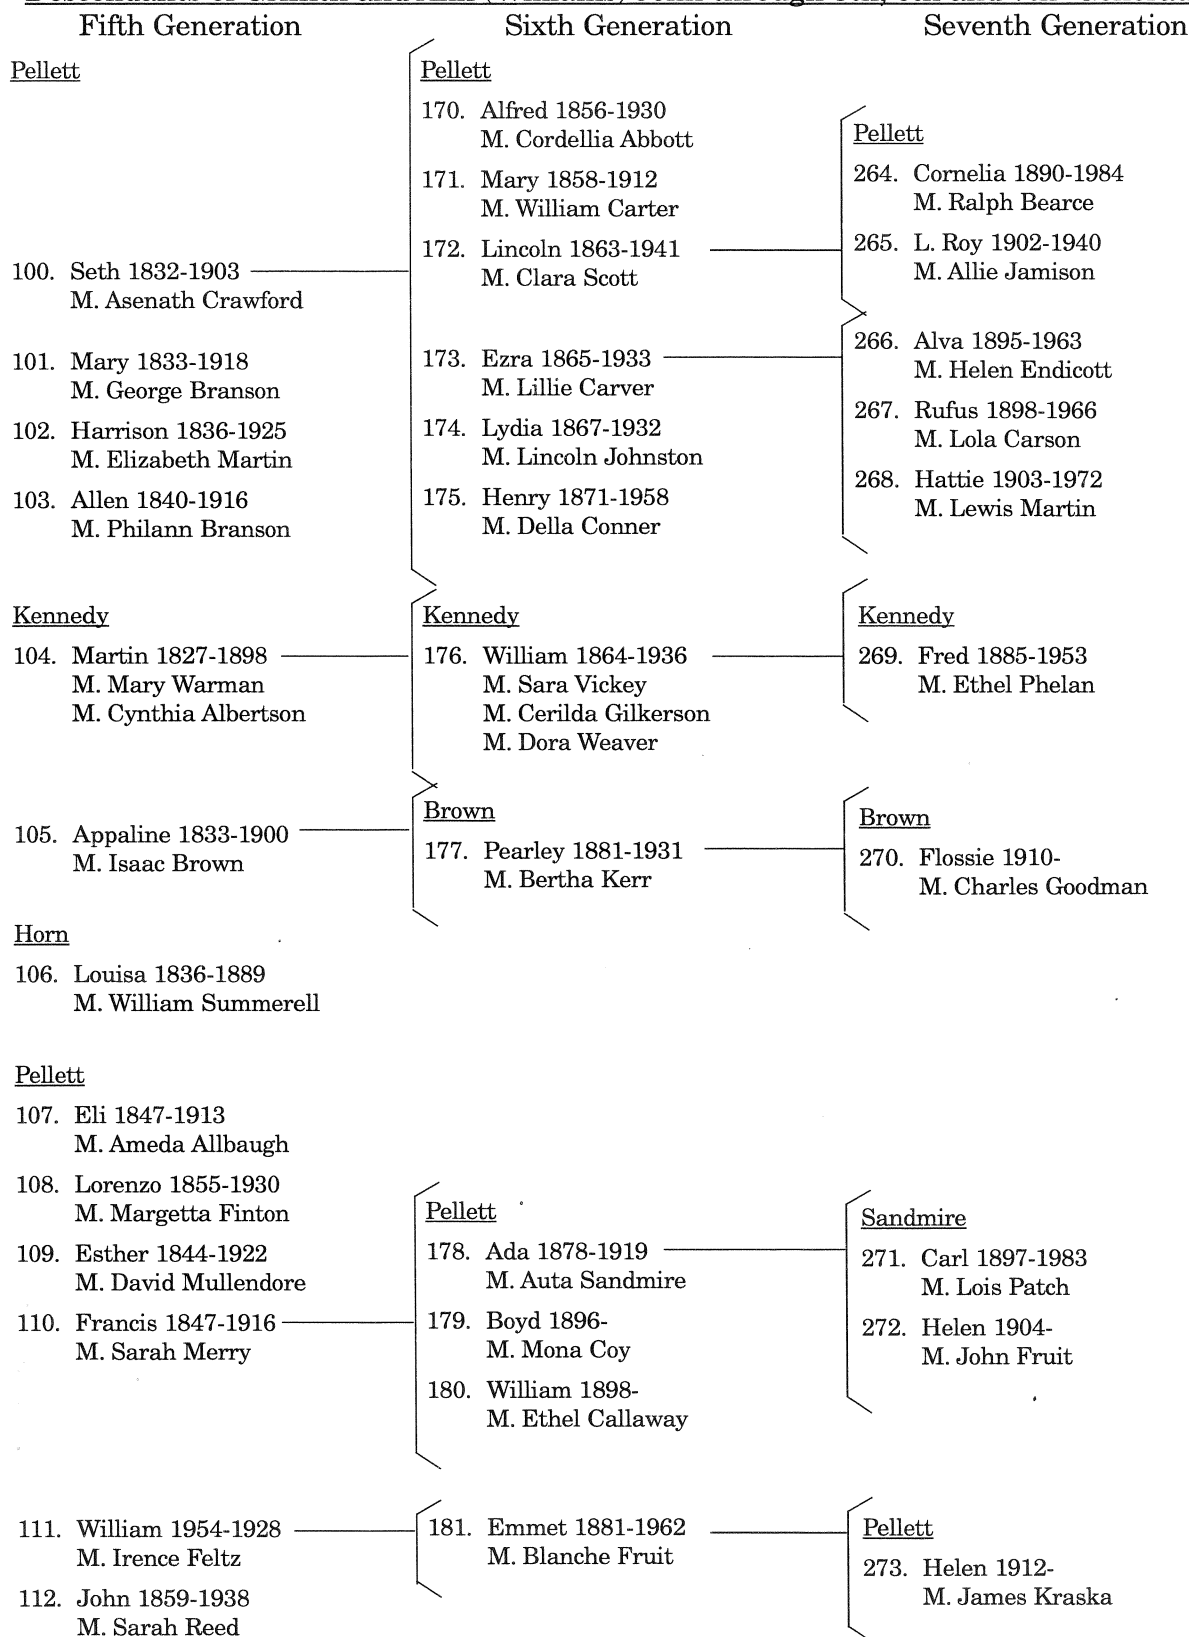 Fifth Generation
Sixth Generation
Seventh Generation
Pellett
100. Seth 1832-1903
M. Asenath Crawford
101. Mary 1833-1918
M. George Branson
102. Harrison 1836-1925
M. Elizabeth Martin
103. Allen 1840-1916
M. Philann Branson
Kennedy
104. Martin 1827-1898
M. Mary Warman
M. Cynthia Albertson
105. Appaline 1833-1900
M. Isaac Brown
Horn
106. Louisa 1836-1889
M. William Summerell
Pellett
107. Eli 1847-1913
M. Ameda Allbaugh
108. Lorenzo 1855-1930
M. Margetta Finton
109. Esther 1844-1922
M. David Mullendore
110. Francis 1847-1916
M. Sarah Merry
111. William 1954-1928
M. Irence Feltz
112. John 1859-1938
M. Sarah Reed
Pellett
170. Alfred 1856-1930
M. Cordellia Abbott
171. Mary 1858-1912
M. William Carter
172. Lincoln 1863-1941
M. Clara Scott
173. Ezra 1865-1933
M. Lillie Carver
174. Lydia 1867-1932
M. Lincoln Johnston
175. Henry 1871-1958
M. Della Conner
Kennedy
176. William 1864-1936
M. Sara Vickey
M. Cerilda Gilkerson
M. Dora Weaver
Brown
177. Pearley 1881-1931
M. Bertha Kerr
Pellett
178. Ada 1878-1919
M. Auta Sandmire
179. Boyd 1896-
M. Mona Coy
180. William 1898-
M. Ethel Callaway
181. Emmet 1881-1962
M. Blanche Fruit
Pellett
264. Cornelia 1890-1984
M. Ralph Bearce
265. L. Roy 1902-1940
M. Allie Jamison
266. Alva 1895-1963
M. Helen Endicott
267. Rufus 1898-1966
M. Lola Carson
268. Hattie 1903-1972
M. Lewis Martin
Kennedy
269. Fred 1885-1953
M. Ethel Phelan
Brown
270. Flossie 1910-
M. Charles Goodman
Sandmire
271. Carl 1897-1983
M. Lois Patch
272. Helen 1904-
M. John Fruit
Pellett
273. Helen 1912-
M. James Kraska